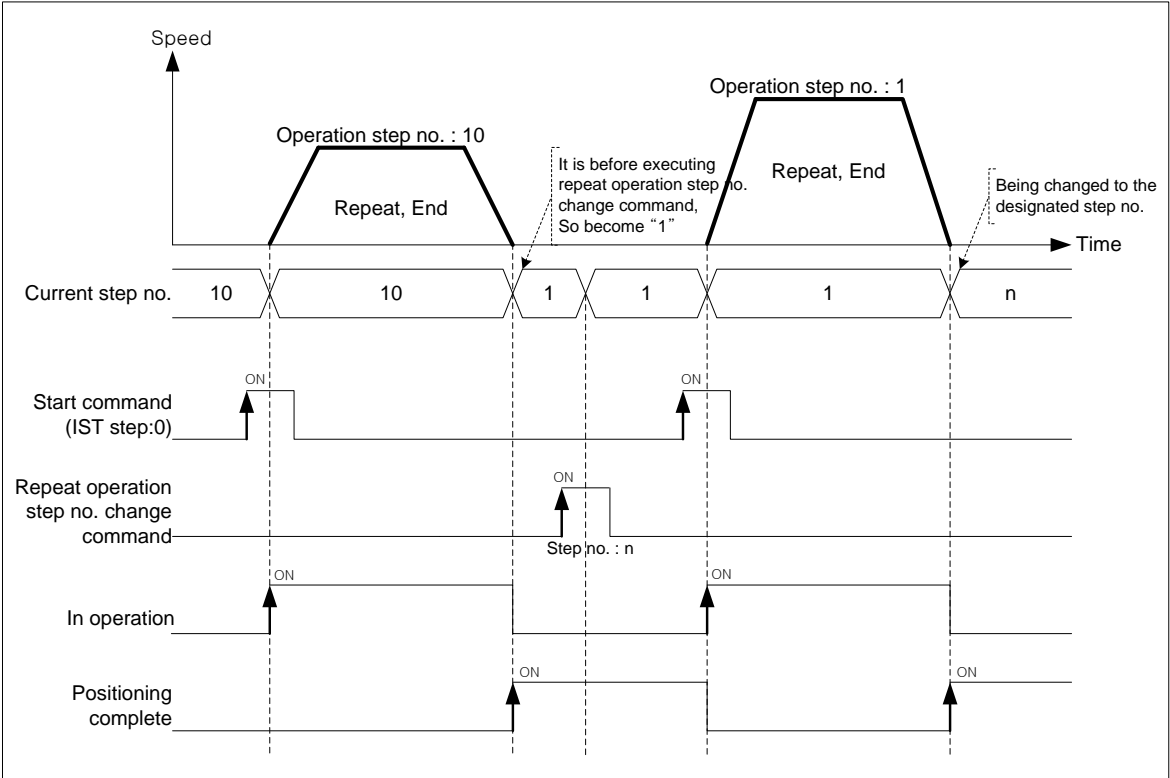 Speed
Operation step no. : 1
Operation step no. : 10
It is before executing
repeat operation step no.
change command,
So become “1”
Repeat, End
Repeat, End
Being changed to the
designated step no.
Time
Current step no.
10
10
1
1
1
n
ON
ON
Start command
(IST step:0)
Repeat operation
step no. change
command
ON
Step no. : n
ON
ON
In operation
ON
ON
Positioning
complete